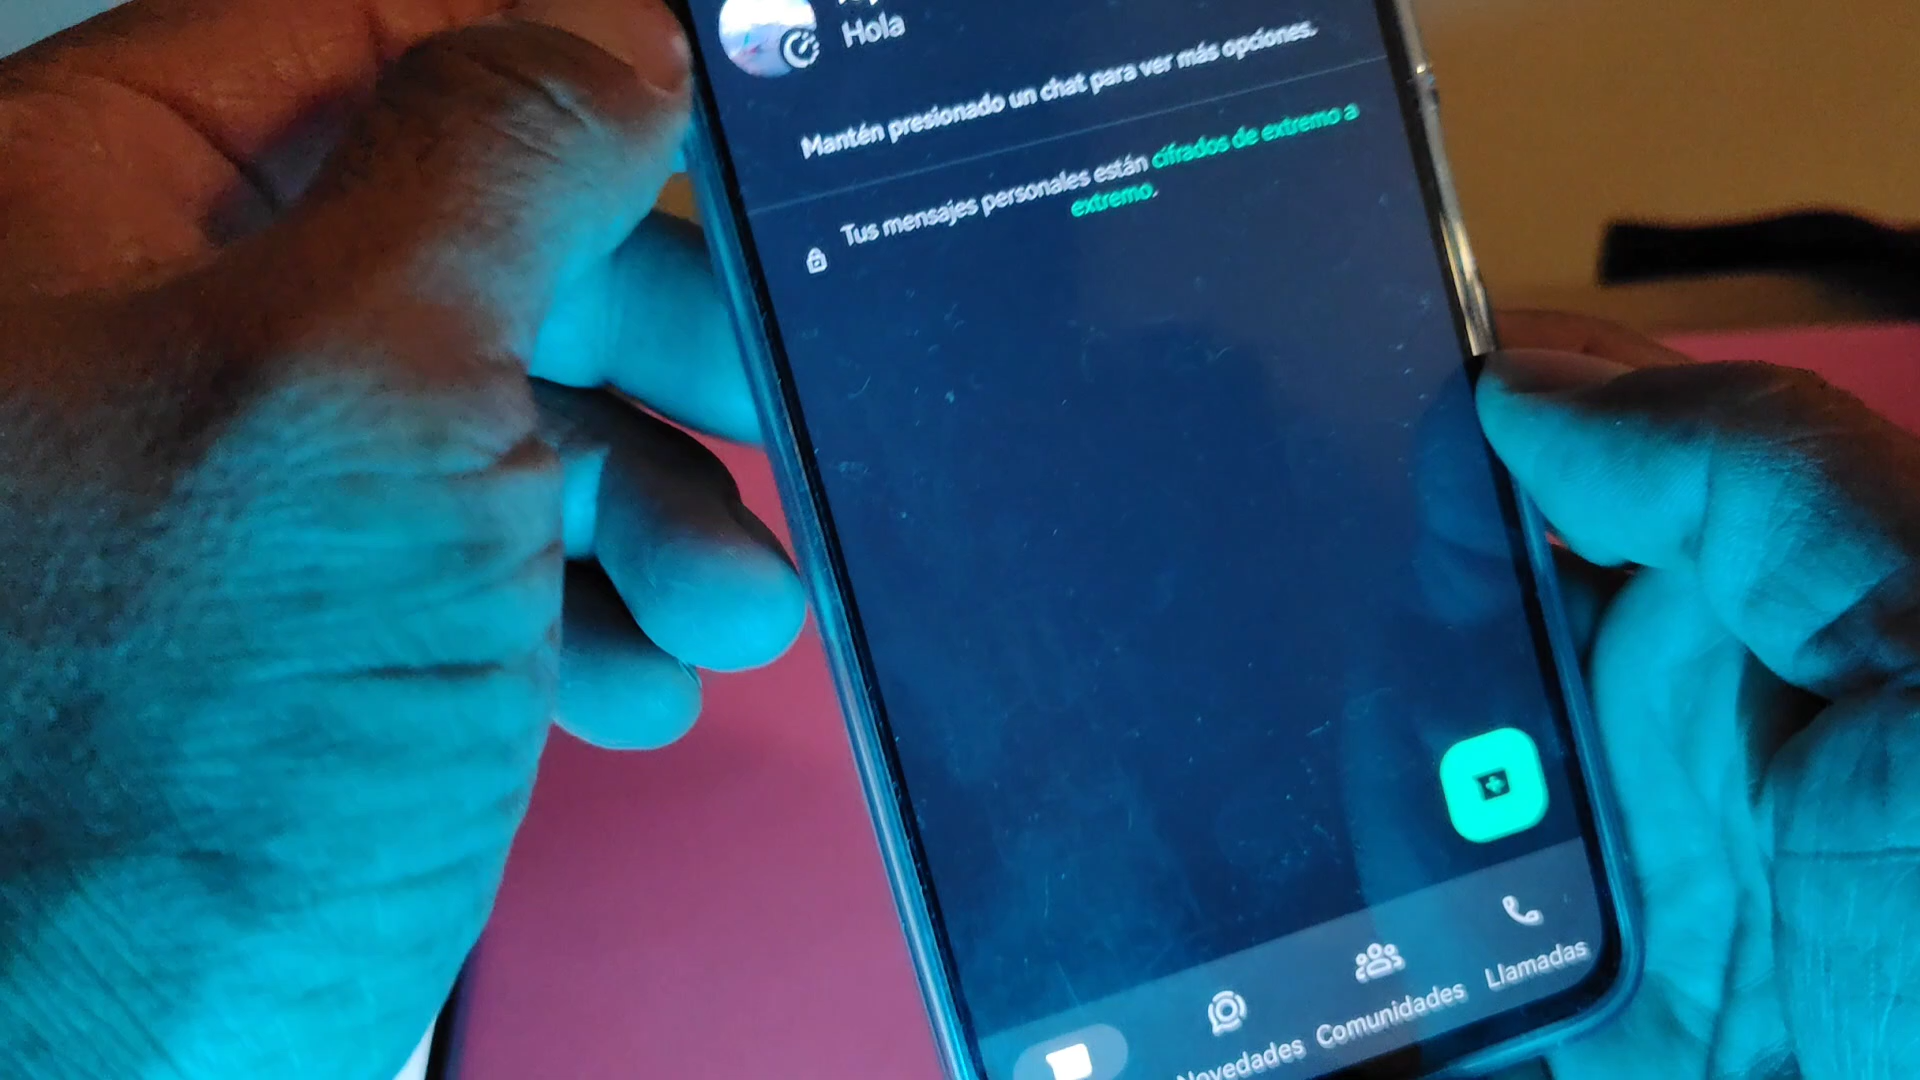 Hola
Mantén presionado un chat para ver más opciones.
Tus mensajes personales están cifrados de extremo a
extremo.
Novedades
Comunidades
Llamadas